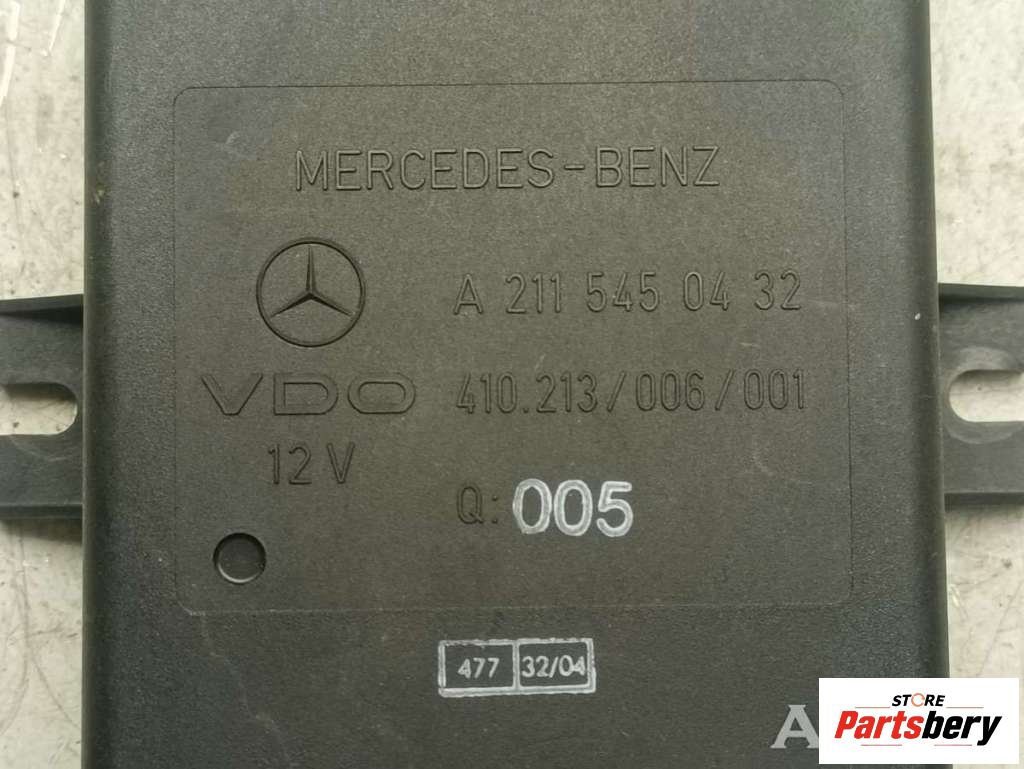 MERCEDES-BENZ
A 211 545 04 32
VDO 410.213/006/001
12 V
Q: 005
477 32/04
A
STORE
Partsbery